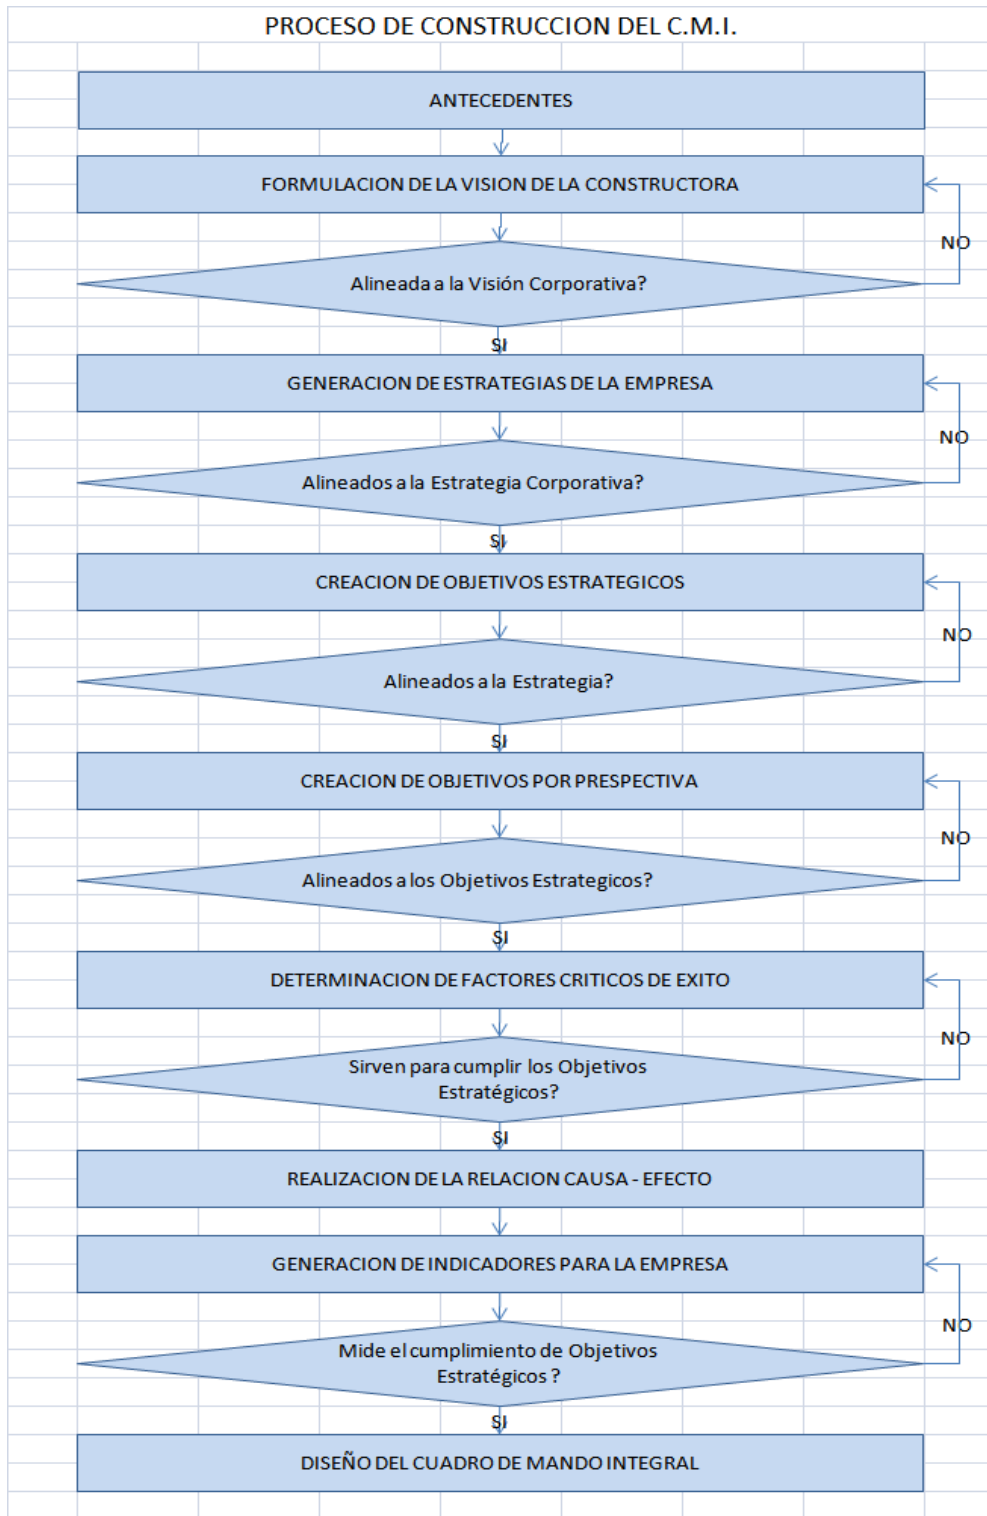 PROCESO DE CONSTRUCCION DEL C.M.I.
ANTECEDENTES
FORMULACION DE LA VISION DE LA CONSTRUCTORA
NO
Alineada a la Visión Corporativa?
SI
GENERACION DE ESTRATEGIAS DE LA EMPRESA
NO
Alineados a la Estrategia Corporativa?
SI
CREACION DE OBJETIVOS ESTRATEGICOS
NO
Alineados a la Estrategia?
SI
CREACION DE OBJETIVOS POR PRESPECTIVA
NO
Alineados a los Objetivos Estrategicos?
SI
DETERMINACION DE FACTORES CRITICOS DE EXITO
NO
Sirven para cumplir los Objetivos
Estratégicos?
SI
REALIZACION DE LA RELACION CAUSA - EFECTO
GENERACION DE INDICADORES PARA LA EMPRESA
NO
Mide el cumplimiento de Objetivos
Estratégicos ?
SI
DISEÑO DEL CUADRO DE MANDO INTEGRAL